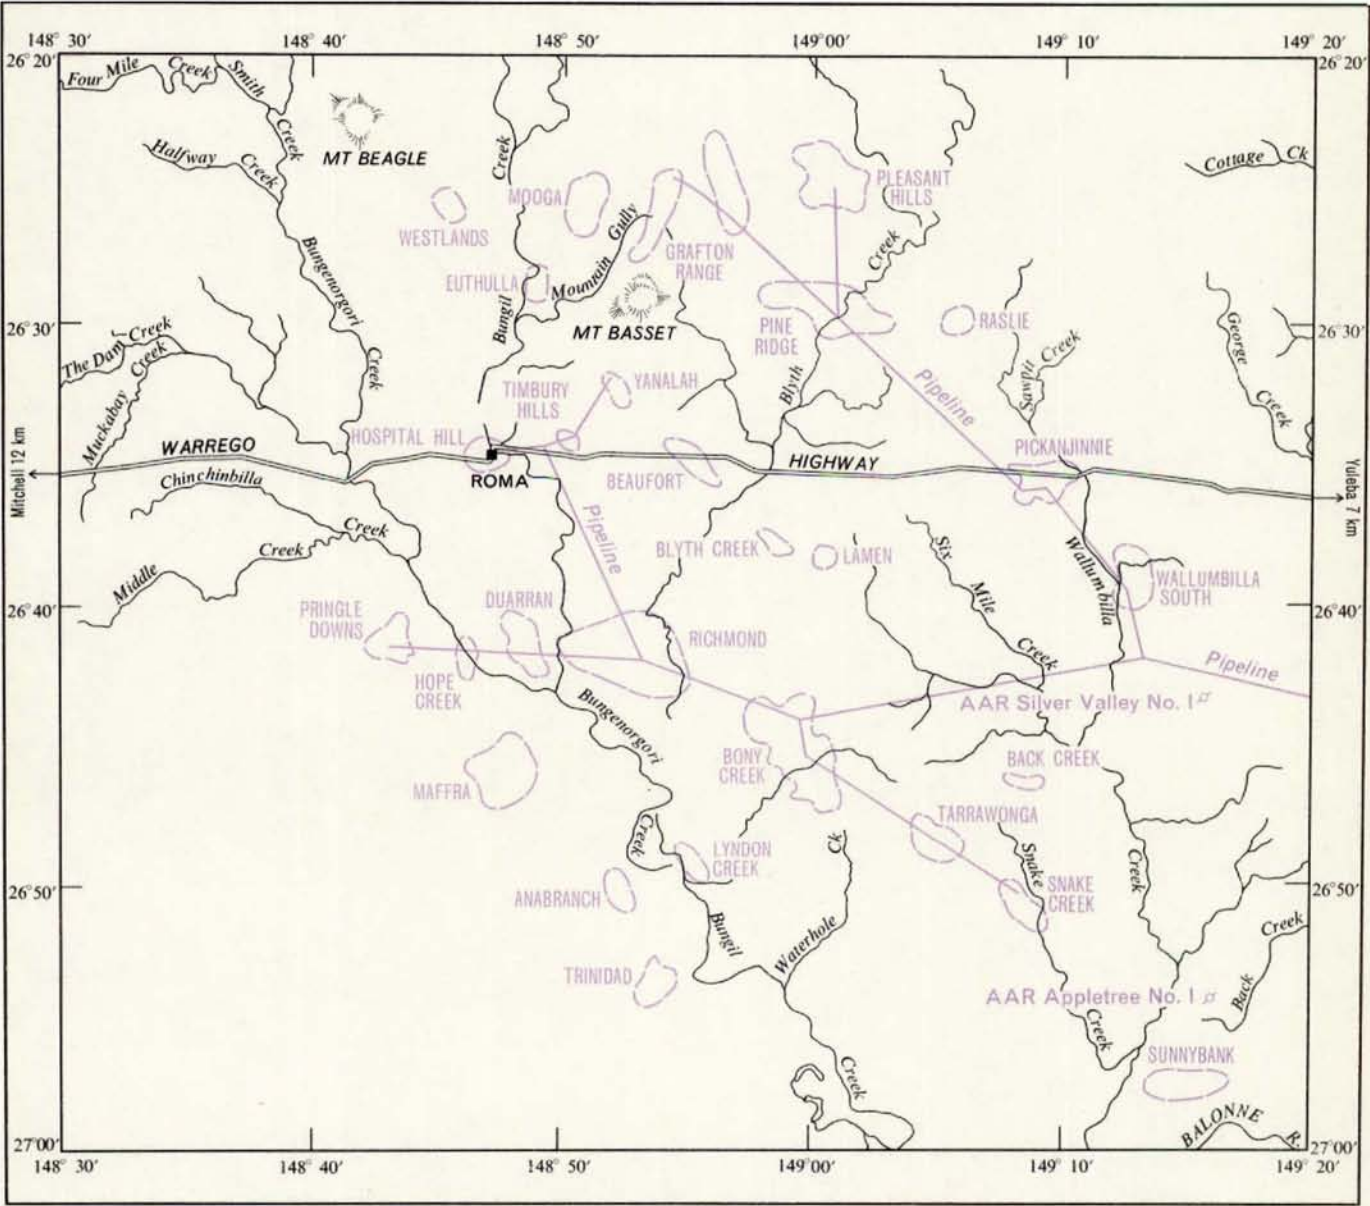 148° 30′ 148° 40′ 148° 50′ 149° 00′ 149° 10′ 149° 20′
26° 20′ 26° 20′
Four Mile Creek
Smith
Creek
MT BEAGLE
Halfway
Creek
Creek
Cottage Ck
MOOGA
PLEASANT
HILLS
WESTLANDS
Gully
GRAFTON
RANGE
Creek
Bungenorgori
EUTHULLA
Mountain
Bungil
MT BASSET
26° 30′ 26° 30′
PINE
RIDGE
RASLIE
The Dam Creek
Muckabay Creek
Creek
George
Creek
Sawpit Creek
TIMBURY
HILLS
YANALAH
Blyth
Pipeline
HOSPITAL HILL
WARREGO
HIGHWAY
PICKANJINNIE
Mitchell 12 km
Yuleba 7 km
ROMA
BEAUFORT
Chinchinbilla
Creek
Pipeline
BLYTH CREEK
LAMEN
Six
Mile
Creek
Wallumbilla
WALLUMBILLA
SOUTH
Middle
Creek
26° 40′ 26° 40′
PRINGLE
DOWNS
DUARRAN
RICHMOND
HOPE
CREEK
Pipeline
Bungenorgori
AAR Silver Valley No. 1
BONY
CREEK
BACK CREEK
MAFFRA
TARRAWONGA
Creek
LYNDON
CREEK
Ck
Snake
Creek
SNAKE
CREEK
26° 50′ 26° 50′
ANABRANCH
Bungil
Waterhole
Creek
Back
TRINIDAD
AAR Appletree No. 1
Creek
SUNNYBANK
Creek
BALONNE R.
27°00′ 27°00′
148° 30′ 148° 40′ 148° 50′ 149° 00′ 149° 10′ 149° 20′